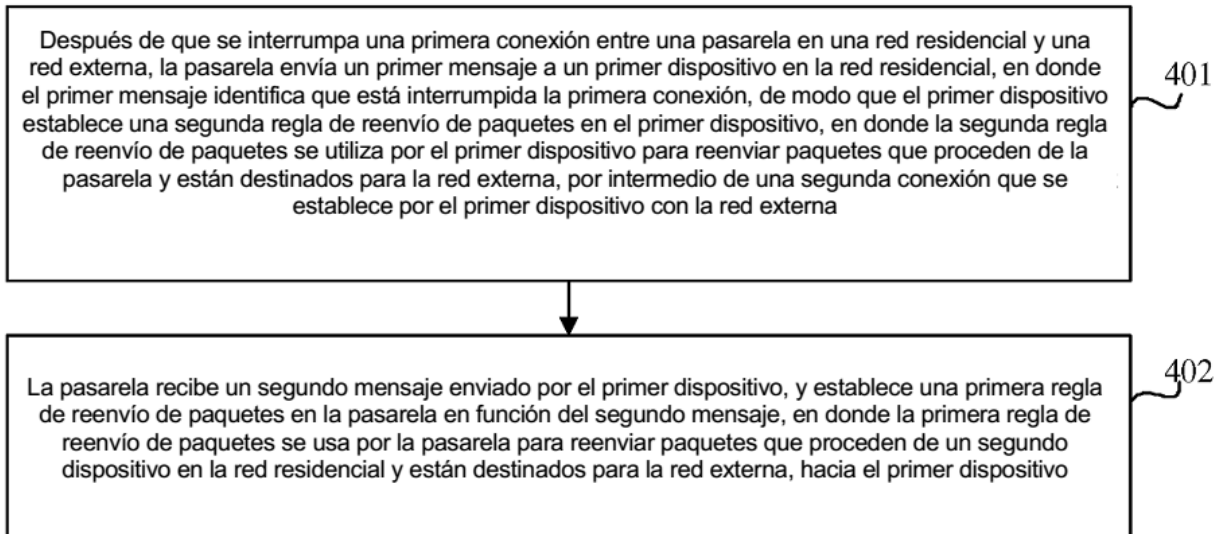 Después de que se interrumpa una primera conexión entre una pasarela en una red residencial y una
red externa, la pasarela envía un primer mensaje a un primer dispositivo en la red residencial, en donde
el primer mensaje identifica que está interrumpida la primera conexión, de modo que el primer dispositivo
establece una segunda regla de reenvío de paquetes en el primer dispositivo, en donde la segunda regla
de reenvío de paquetes se utiliza por el primer dispositivo para reenviar paquetes que proceden de la
pasarela y están destinados para la red externa, por intermedio de una segunda conexión que se
establece por el primer dispositivo con la red externa
401
La pasarela recibe un segundo mensaje enviado por el primer dispositivo, y establece una primera regla
de reenvío de paquetes en la pasarela en función del segundo mensaje, en donde la primera regla de
reenvío de paquetes se usa por la pasarela para reenviar paquetes que proceden de un segundo
dispositivo en la red residencial y están destinados para la red externa, hacia el primer dispositivo
402